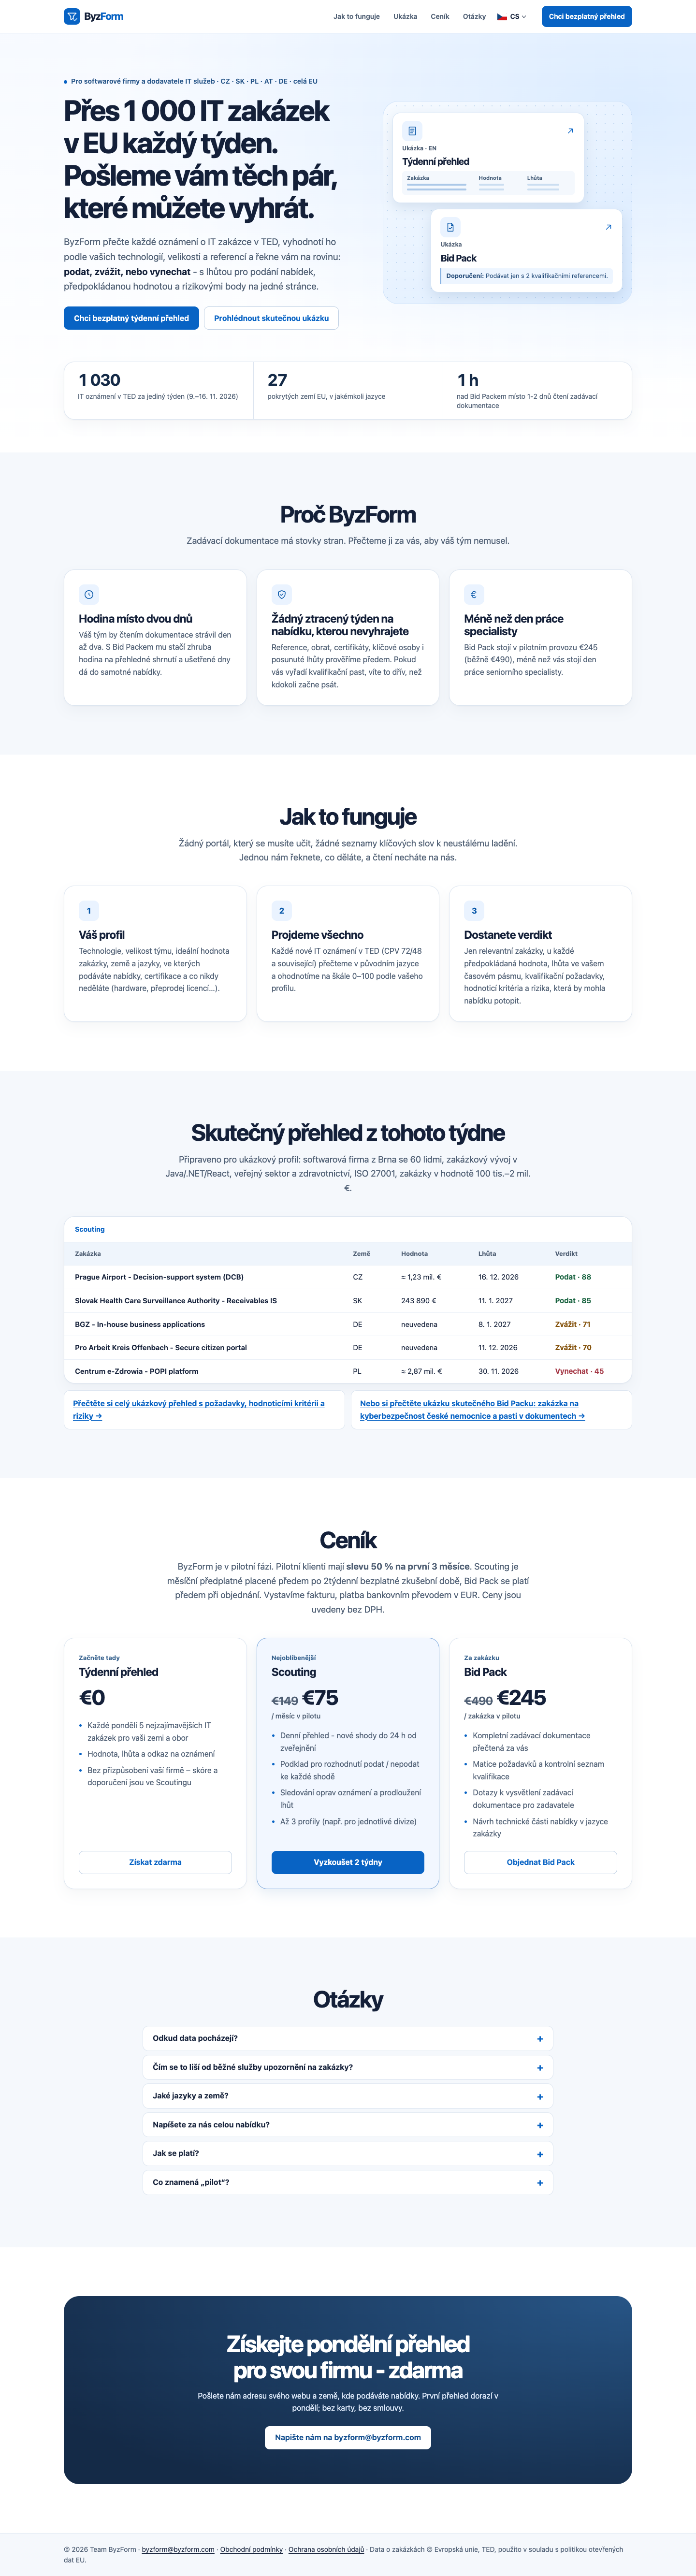 ByzForm
Jak to funguje
Ukázka
Ceník
Otázky
CS
Chci bezplatný přehled
Pro softwarové firmy a dodavatele IT služeb · CZ · SK · PL · AT · DE · celá EU
Přes 1 000 IT zakázek
v EU každý týden.
Pošleme vám těch pár,
které můžete vyhrát.
ByzForm přečte každé oznámení o IT zakázce v TED, vyhodnotí ho
podle vašich technologií, velikosti a referencí a řekne vám na rovinu:
podat, zvážit, nebo vynechat - s lhůtou pro podání nabídek,
předpokládanou hodnotou a rizikovými body na jedné stránce.
Chci bezplatný týdenní přehled
Prohlédnout skutečnou ukázku
Ukázka · EN
Týdenní přehled
Zakázka
Hodnota
Lhůta
Ukázka
Bid Pack
Doporučení: Podávat jen s 2 kvalifikačními referencemi.
1 030
IT oznámení v TED za jediný týden (9.–16. 11. 2026)
27
pokrytých zemí EU, v jakémkoli jazyce
1 h
nad Bid Packem místo 1-2 dnů čtení zadávací
dokumentace
Proč ByzForm
Zadávací dokumentace má stovky stran. Přečteme ji za vás, aby váš tým nemusel.
Hodina místo dvou dnů
Váš tým by čtením dokumentace strávil den
až dva. S Bid Packemu mu stačí zhruba
hodina na přehledné shrnutí a ušetřené dny
dá do samotné nabídky.
Žádný ztracený týden na
nabídku, kterou nevyhrajete
Reference, obrat, certifikáty, klíčové osoby i
posunuté lhůty prověříme předem. Pokud
vás vyřadí kvalifikační past, víte to dřív, než
kdokoli začne psát.
€
Méně než den práce
specialisty
Bid Pack stojí v pilotním provozu €245
(běžně €490), méně než vás stojí den
práce seniorního specialisty.
Jak to funguje
Žádný portál, který se musíte učit, žádné seznamy klíčových slov k neustálému ladění.
Jednou nám řeknete, co děláte, a čtení necháte na nás.
1
Váš profil
Technologie, velikost týmu, ideální hodnota
zakázky, země a jazyky, ve kterých
podáváte nabídky, certifikace a co nikdy
neděláte (hardware, přeprodej licencí…).
2
Projdeme všechno
Každé nové IT oznámení v TED (CPV 72/48
a související) přečteme v původním jazyce
a ohodnotíme na škále 0–100 podle vašeho
profilu.
3
Dostanete verdikt
Jen relevantní zakázky, u každé
předpokládaná hodnota, lhůta ve vašem
časovém pásmu, kvalifikační požadavky,
hodnoticí kritéria a rizika, která by mohla
nabídku potopit.
Skutečný přehled z tohoto týdne
Připraveno pro ukázkový profil: softwarová firma z Brna se 60 lidmi, zakázkový vývoj v
Java/.NET/React, veřejný sektor a zdravotnictví, ISO 27001, zakázky v hodnotě 100 tis.–2 mil.
€.
Scouting
Zakázka Země Hodnota Lhůta Verdikt
Prague Airport - Decision-support system (DCB) CZ ≈ 1,23 mil. € 16. 12. 2026 Podat · 88
Slovak Health Care Surveillance Authority - Receivables IS SK 243 890 € 11. 1. 2027 Podat · 85
BGZ - In-house business applications DE neuvedena 8. 1. 2027 Zvážit · 71
Pro Arbeit Kreis Offenbach - Secure citizen portal DE neuvedena 11. 12. 2026 Zvážit · 70
Centrum e-Zdrowia - POPI platform PL ≈ 2,87 mil. € 30. 11. 2026 Vynechat · 45
Přečtěte si celý ukázkový přehled s požadavky, hodnoticími kritérii a
riziky →
Nebo si přečtěte ukázku skutečného Bid Packu: zakázka na
kyberbezpečnost české nemocnice a pasti v dokumentech →
Ceník
ByzForm je v pilotní fázi. Pilotní klienti mají slevu 50 % na první 3 měsíce. Scouting je
měsíční předplatné placené předem po 2týdenní bezplatné zkušební době, Bid Pack se platí
předem při objednání. Vystavíme fakturu, platba bankovním převodem v EUR. Ceny jsou
uvedeny bez DPH.
Začněte tady
Týdenní přehled
€0
Každé pondělí 5 nejzajímavějších IT
zakázek pro vaši zemi a obor
Hodnota, lhůta a odkaz na oznámení
Bez přizpůsobení vaší firmě – skóre a
doporučení jsou ve Scoutingu
Získat zdarma
Nejoblíbenější
Scouting
€149 €75
/ měsíc v pilotu
Denní přehled - nové shody do 24 h od
zveřejnění
Podklad pro rozhodnutí podat / nepodat
ke každé shodě
Sledování oprav oznámení a prodloužení
lhůt
Až 3 profily (např. pro jednotlivé divize)
Vyzkoušet 2 týdny
Za zakázku
Bid Pack
€490 €245
/ zakázka v pilotu
Kompletní zadávací dokumentace
přečtená za vás
Matice požadavků a kontrolní seznam
kvalifikace
Dotazy k vysvětlení zadávací
dokumentace pro zadavatele
Návrh technické části nabídky v jazyce
zakázky
Objednat Bid Pack
Otázky
Odkud data pocházejí?
Čím se to liší od běžné služby upozornění na zakázky?
Jaké jazyky a země?
Napíšete za nás celou nabídku?
Jak se platí?
Co znamená „pilot“?
Získejte pondělní přehled
pro svou firmu - zdarma
Pošlete nám adresu svého webu a země, kde podáváte nabídky. První přehled dorazí v
pondělí; bez karty, bez smlouvy.
Napište nám na byzform@byzform.com
© 2026 Team ByzForm · byzform@byzform.com · Obchodní podmínky · Ochrana osobních údajů · Data o zakázkách © Evropská unie, TED, použito v souladu s politikou otevřených
dat EU.